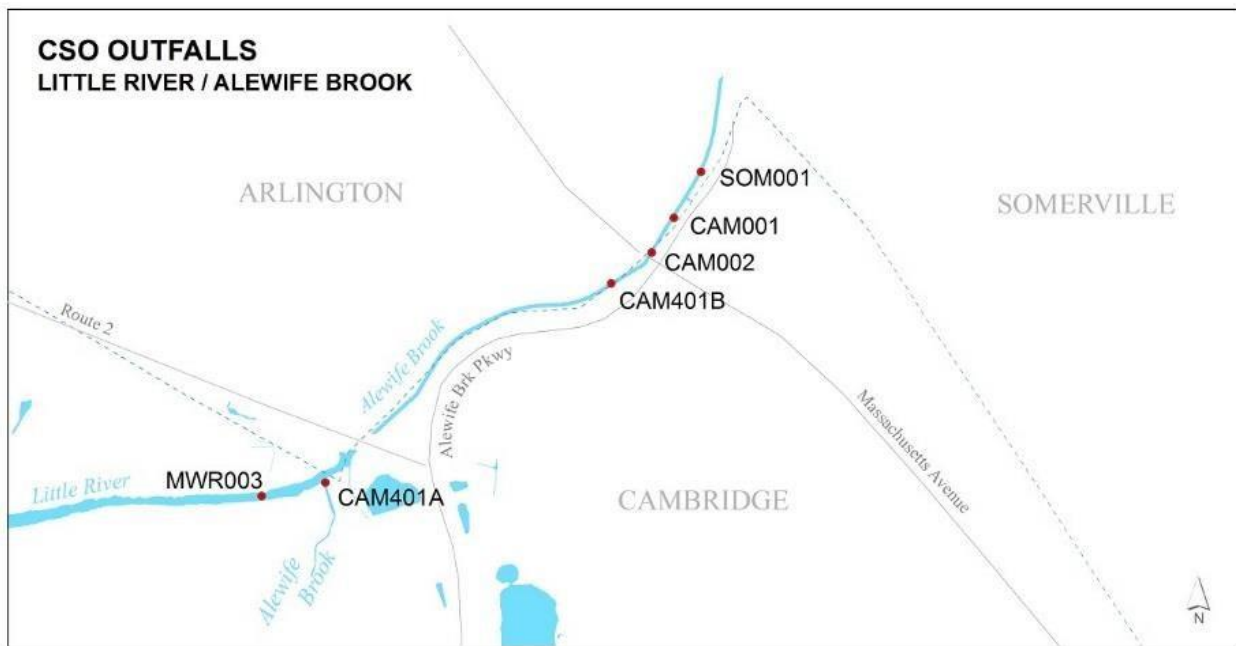 CSO OUTFALLS
LITTLE RIVER / ALEWIFE BROOK
ARLINGTON
SOM001
SOMERVILLE
CAM001
CAM002
CAM401B
Route 2
Alewife Brook
Alewife Brk Pkwy
Massachusetts Avenue
MWR003
Little River
CAM401A
CAMBRIDGE
Alewife
Brook
N